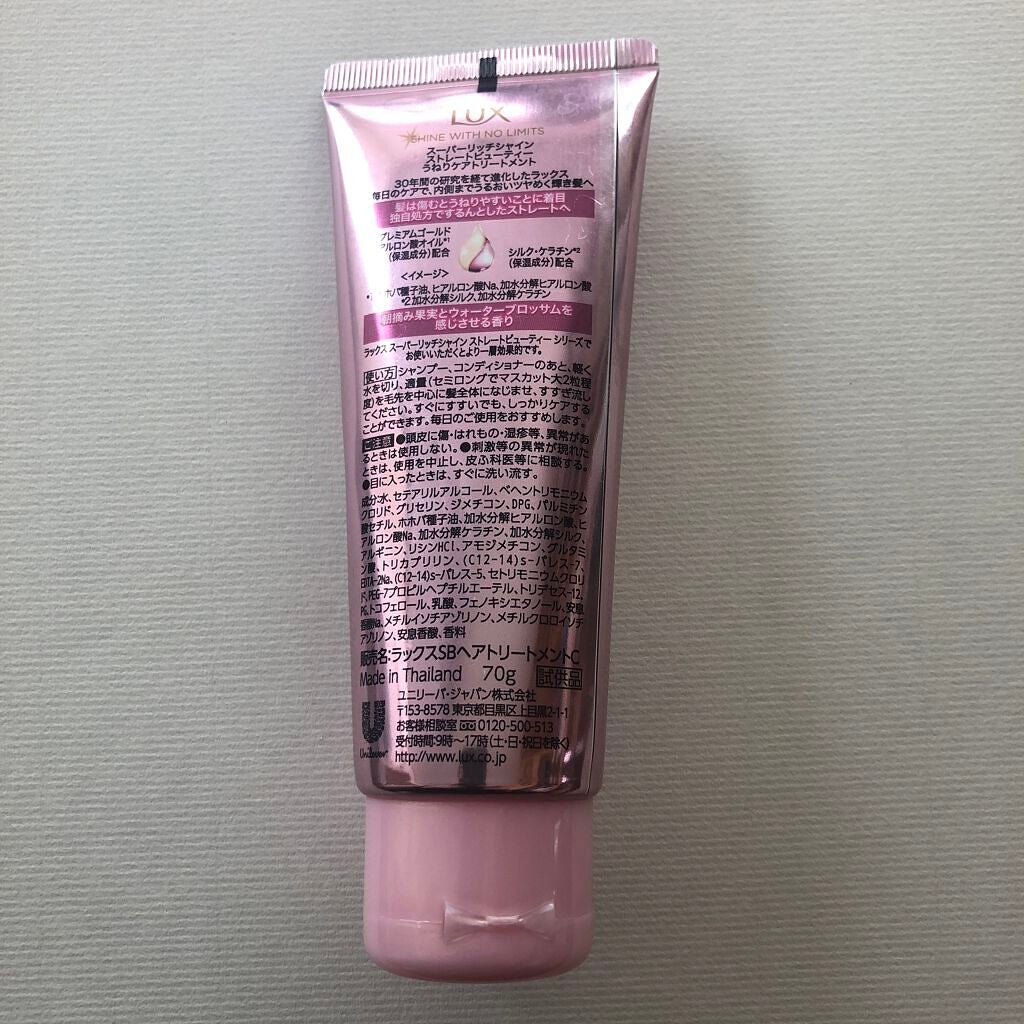 LUX
SHINE WITH NO LIMITS
スーパーリッチシャイン
ストレートビューティー
うねりケアトリートメント
30年間の研究を経て進化したラックス
毎日のケアで、内側までうるおいツヤめく輝き髪へ
髪は傷むとうねりやすいことに着目
独自処方でするんとしたストレートへ
プレミアムゴールド
アルロン酸オイル*1
(保湿成分)配合
シルク・ケラチン*2
(保湿成分)配合
<イメージ>
ホホバ種子油、ヒアルロン酸Na、加水分解ヒアルロン酸
*2加水分解シルク、加水分解ケラチン
朝摘み果実とウォーターブロッサムを
感じさせる香り
ラックス スーパーリッチシャイン ストレートビューティー シリーズで
お使いいただくとより一層効果的です。
使い方 シャンプー、コンディショナーのあと、軽く
水を切り、適量(セミロングでマスカット大2粒程
度)を毛先を中心に髪全体になじませ、すすぎ流し
てください。すぐにすすいでも、しっかりケアする
ことができます。毎日のご使用をおすすめします。
ご注意 ●頭皮に傷・はれもの・湿疹等、異常があ
るときは使用しない。●刺激等の異常が現れた
ときは、使用を中止し、皮ふ科医等に相談する。
●目に入ったときは、すぐに洗い流す。
成分:水、セテアリルアルコール、ベヘントリモニウム
クロリド、グリセリン、ジメチコン、DPG、パルミチン
酸セチル、ホホバ種子油、加水分解ヒアルロン酸、ヒ
アルロン酸Na、加水分解ケラチン、加水分解シルク、
アルギニン、リシンHCl、アモジメチコン、グルタミ
ン酸、トリカプリリン、(C12-14)s-パレス-7、
EDTA-2Na、(C12-14)s-パレス-5、セトリモニウムクロリ
ド、PEG-7プロピルヘプチルエーテル、トリデセス-12、
PG、トコフェロール、乳酸、フェノキシエタノール、安息
香酸Na、メチルイソチアゾリノン、メチルクロロイソチ
アゾリノン、安息香酸、香料
販売名:ラックスSBヘアトリートメントC
Made in Thailand 70g 試供品
ユニリーバ・ジャパン株式会社
〒153-8578 東京都目黒区上目黒2-1-1
お客様相談室 0120-500-513
受付時間:9時~17時(土・日・祝日を除く)
Unilever http://www.lux.co.jp